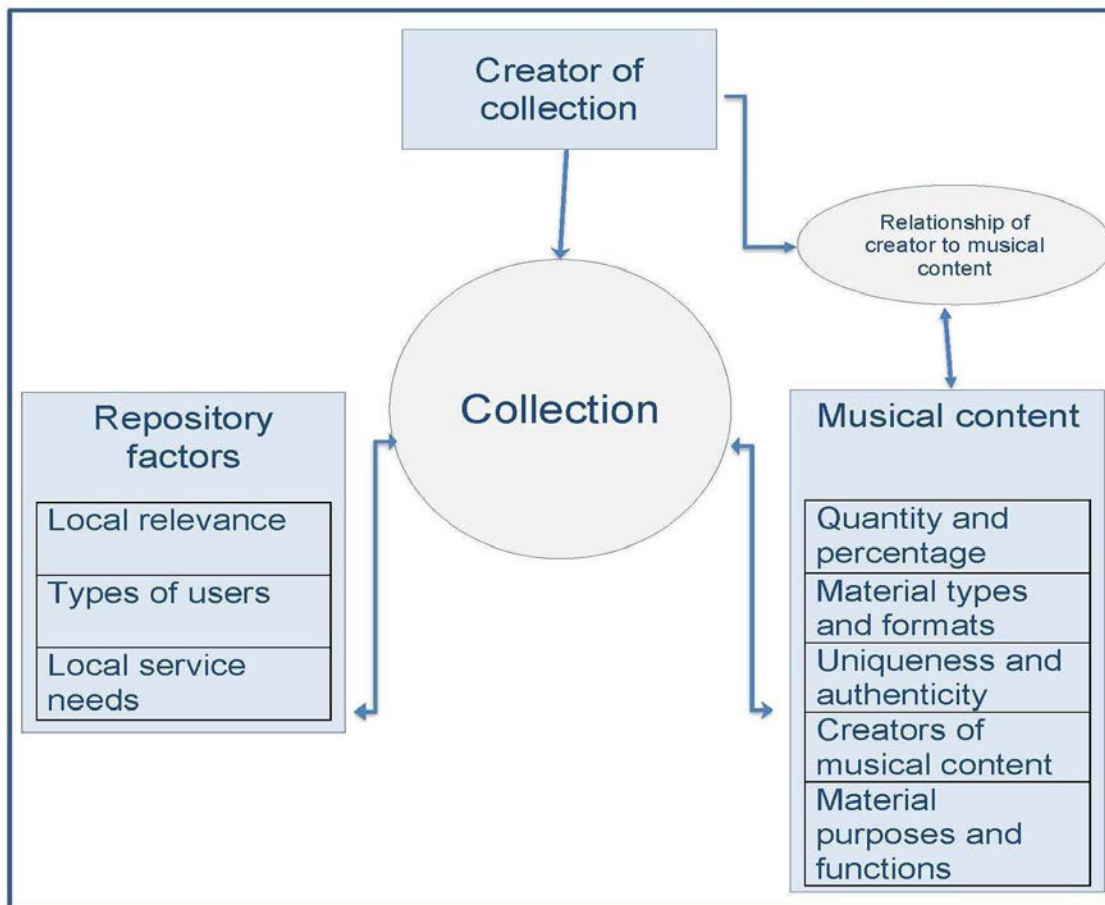 Creator of
collection
Relationship of
creator to musical
content
Collection
Repository
factors
Local relevance
Types of users
Local service
needs
Musical content
Quantity and
percentage
Material types
and formats
Uniqueness and
authenticity
Creators of
musical content
Material
purposes and
functions